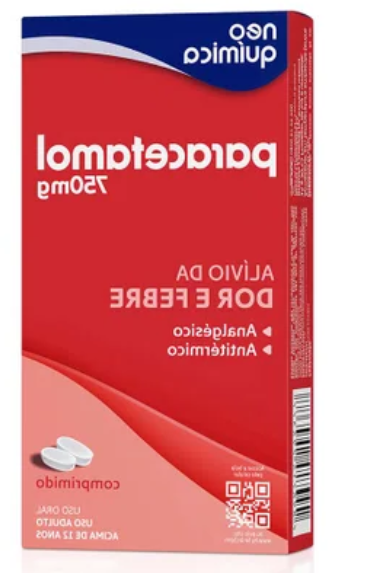 neo
química
paracetamol
750mg
ALÍVIO DA
DOR E FEBRE
Analgésico
Antitérmico
comprimido
USO ORAL
USO ADULTO
ACIMA DE 12 ANOS